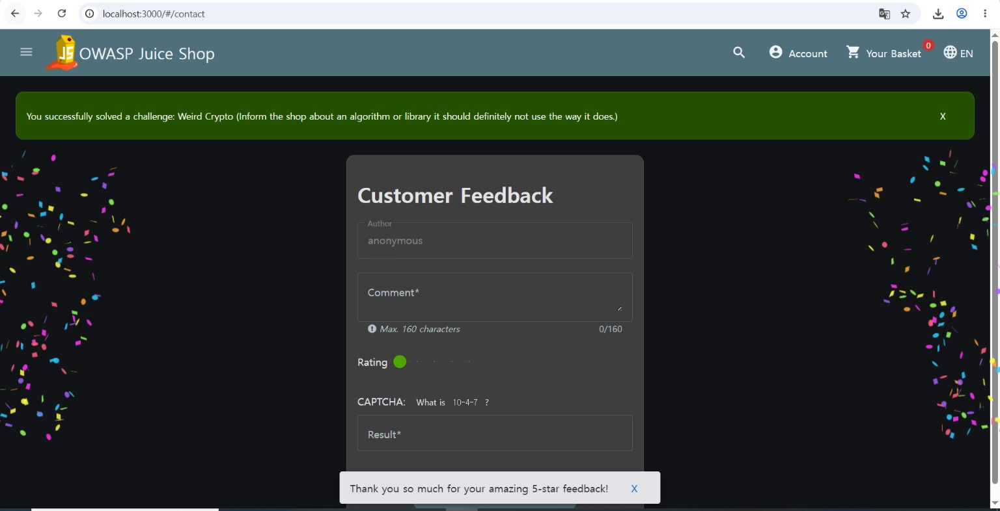 localhost:3000/#/contact
OWASP Juice Shop
Account
Your Basket
0
EN
You successfully solved a challenge: Weird Crypto (Inform the shop about an algorithm or library it should definitely not use the way it does.)
X
Customer Feedback
Author
anonymous
Comment*
Max. 160 characters
0/160
Rating
CAPTCHA: What is 10-4-7 ?
Result*
Thank you so much for your amazing 5-star feedback!
X